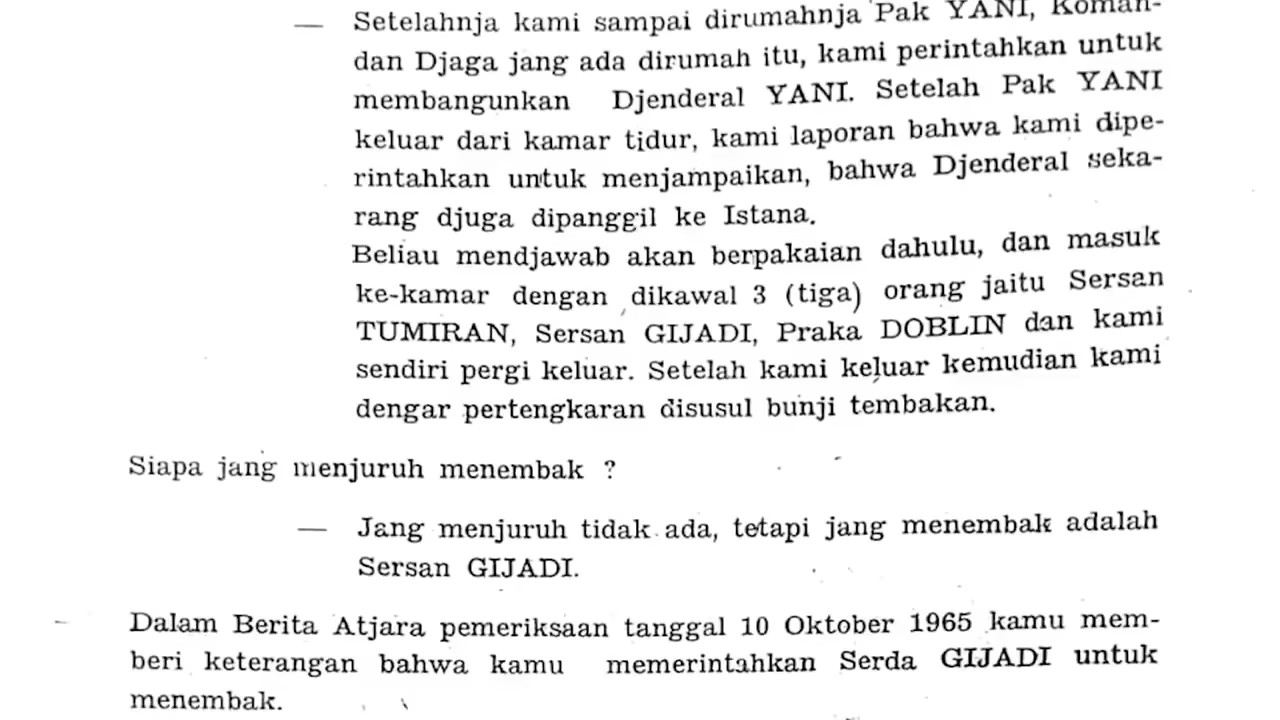 — Setelahnja kami sampai dirumahnja Pak YANI, Koman-
dan Djaga jang ada dirumah itu, kami perintahkan untuk
membangunkan Djenderal YANI. Setelah Pak YANI
keluar dari kamar tidur, kami laporan bahwa kami dipe-
rintahkan untuk menjampaikan, bahwa Djenderal seka-
rang djuga dipanggil ke Istana.
Beliau mendjawab akan berpakaian dahulu, dan masuk
ke-kamar dengan dikawal 3 (tiga) orang jaitu Sersan
TUMIRAN, Sersan GIJADI, Praka DOBLIN dan kami
sendiri pergi keluar. Setelah kami keluar kemudian kami
dengar pertengkaran disusul bunji tembakan.
Siapa jang menjuruh menembak ?
— Jang menjuruh tidak ada, tetapi jang menembak adalah
Sersan GIJADI.
Dalam Berita Atjara pemeriksaan tanggal 10 Oktober 1965 kamu mem-
beri keterangan bahwa kamu memerintahkan Serda GIJADI untuk
menembak.